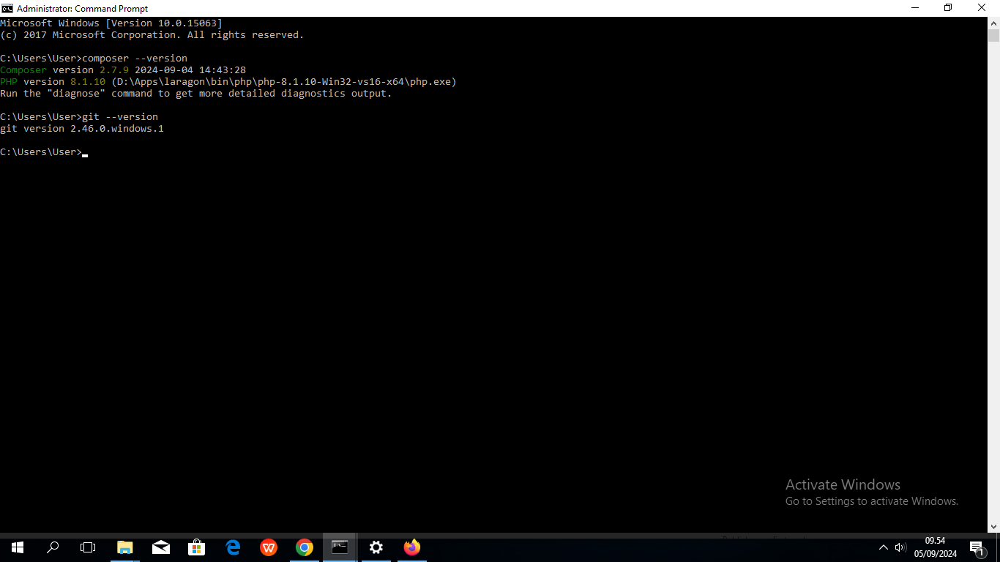 Administrator: Command Prompt
Microsoft Windows [Version 10.0.15063]
(c) 2017 Microsoft Corporation. All rights reserved.
C:\Users\User>composer --version
Composer version 2.7.9 2024-09-04 14:43:28
PHP version 8.1.10 (D:\Apps\laragon\bin\php\php-8.1.10-Win32-vs16-x64\php.exe)
Run the "diagnose" command to get more detailed diagnostics output.
C:\Users\User>git --version
git version 2.46.0.windows.1
C:\Users\User>
Activate Windows
Go to Settings to activate Windows.
09.54
05/09/2024
1